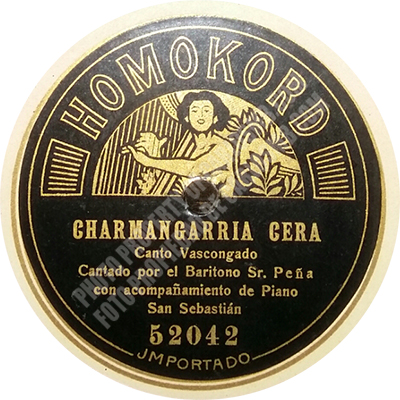 HOMOKORD
CHARMANGARRIA CERA
Canto Vascongado
Cantado por el Baritono Sr. Peña
con acompañamiento de Piano
San Sebastián
52042
JMPORTADO